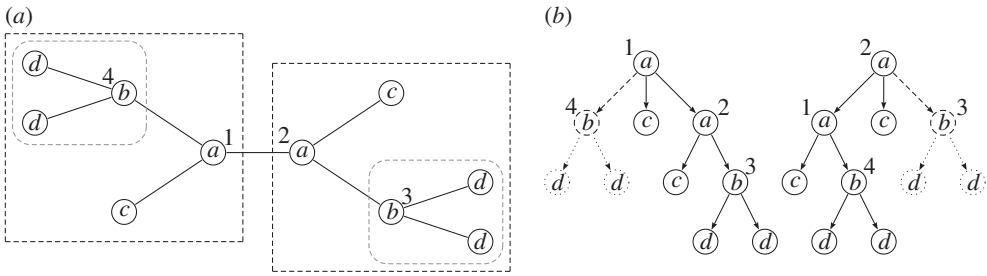 (a)
(b)
1 2
d a a
4 c 4 2 1 3
b b c a a c b
d 1 2
a a d d c 3 b c b 4 d d
3 d
c b d d d d
d